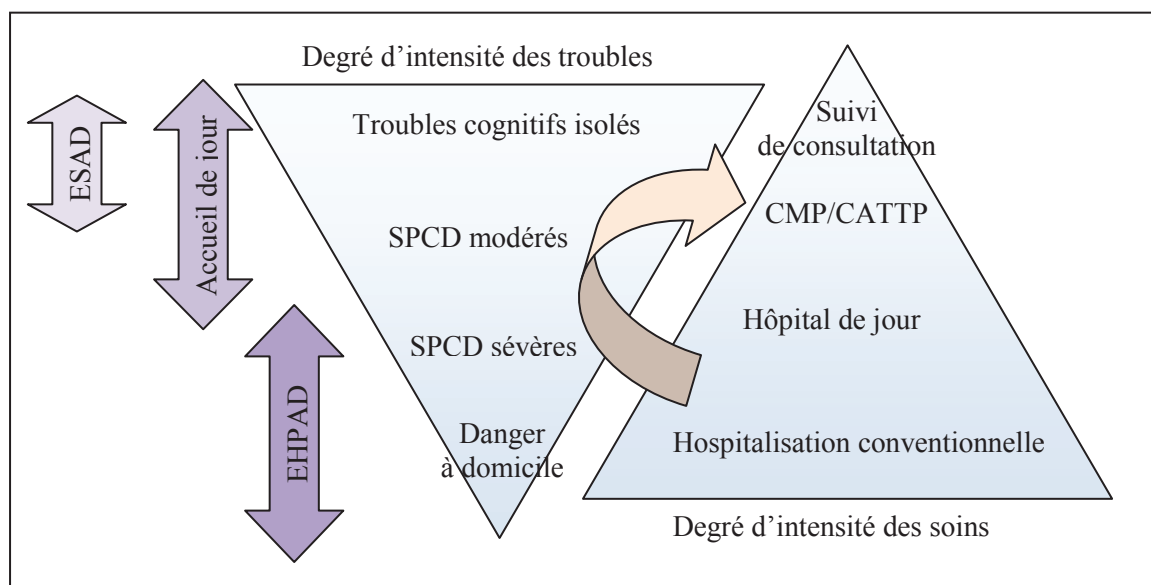 Degré d’intensité des troubles
Troubles cognitifs isolés
SPCD modérés
SPCD sévères
Danger
à domicile
ESAD
Accueil de jour
EHPAD
Suivi
de consultation
CMP/CATTP
Hôpital de jour
Hospitalisation conventionnelle
Degré d’intensité des soins